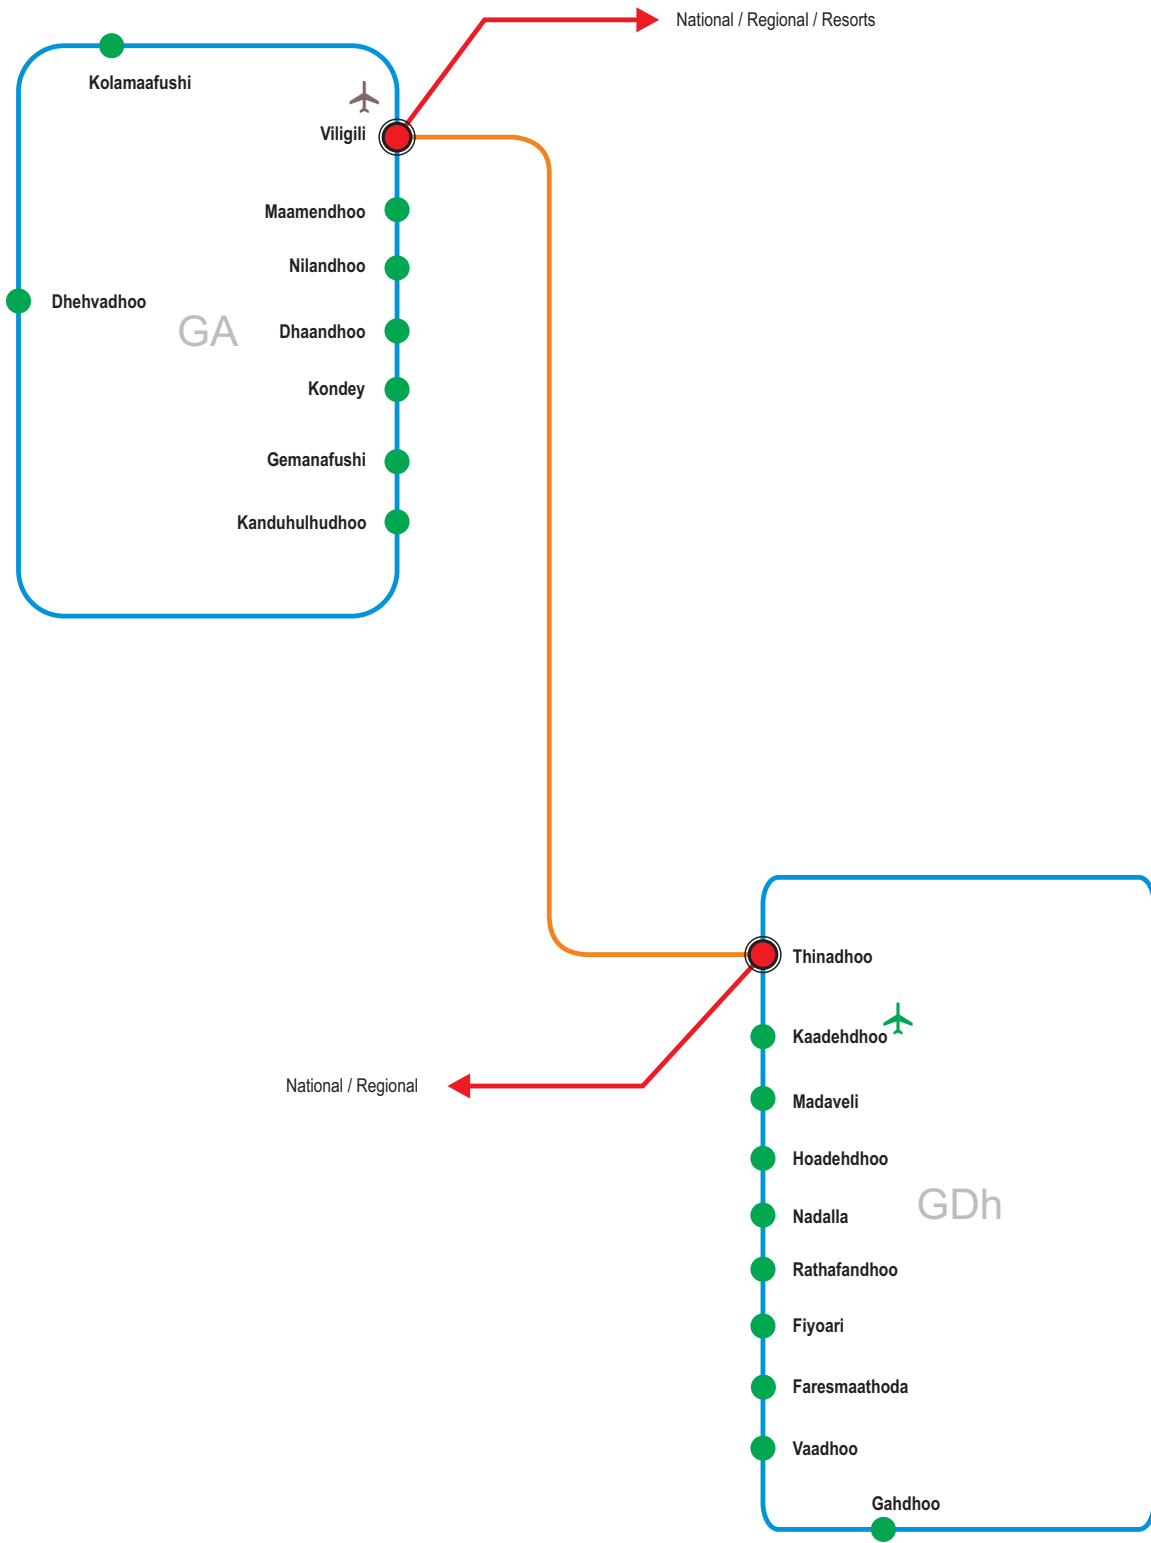 National / Regional / Resorts
Kolamaafushi
Viligili
Maamendhoo
Nilandhoo
Dhehvadhoo
GA
Dhaandhoo
Kondey
Gemanafushi
Kanduhulhudhoo
Thinadhoo
Kaadehdhoo
National / Regional
Madaveli
Hoadehdhoo
GDh
Nadalla
Rathafandhoo
Fiyoari
Faresmaathoda
Vaadhoo
Gahdhoo